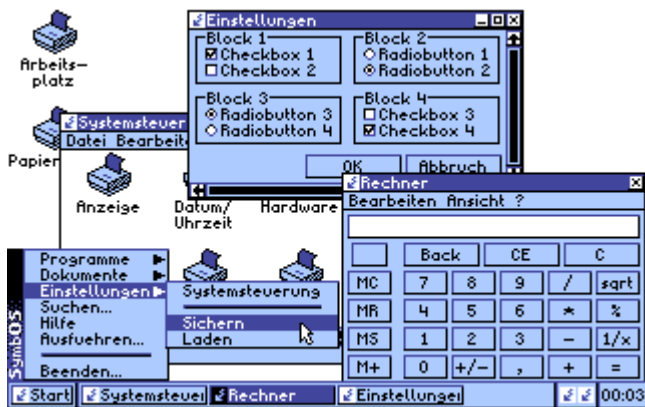 Arbeits-
platz
Papier
Einstellungen
Block 1
Checkbox 1
Checkbox 2
Block 2
Radiobutton 1
Radiobutton 2
Block 3
Radiobutton 3
Radiobutton 4
Block 4
Checkbox 3
Checkbox 4
OK Abbruch
Systemsteuer
Datei Bearbeit
Anzeige
Datum/
Uhrzeit
Hardware
Rechner
Bearbeiten Ansicht ?
Back CE C
MC 7 8 9 / sqrt
MR 4 5 6 * %
MS 1 2 3 - 1/x
M+ 0 +/- , + =
SymbOS
Programme
Dokumente
Einstellungen
Suchen...
Hilfe
Ausfuehren...
Beenden...
Systemsteuerung
Sichern
Laden
Start Systemsteuer Rechner Einstellungen 00:03